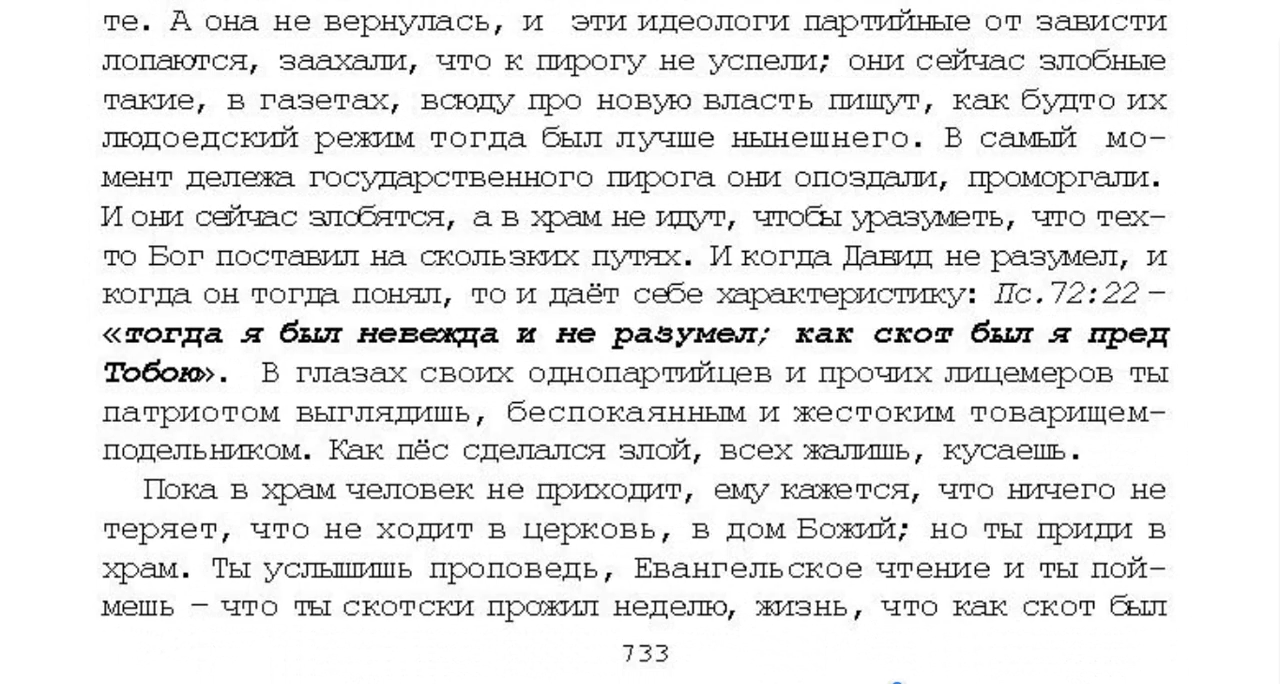 те. А она не вернулась, и эти идеологи партийные от зависти
лопаются, заахали, что к пирогу не успели; они сейчас злобные
такие, в газетах, всюду про новую власть пишут, как будто их
людоедский режим тогда был лучше нынешнего. В самый мо-
мент дележа государственного пирога они опоздали, проморгали.
И они сейчас злобятся, а в храм не идут, чтобы уразуметь, что тех-
то Бог поставил на скользких путях. И когда Давид не разумел, и
когда он тогда понял, то и даёт себе характеристику: Пс.72:22 –
«тогда я был невежда и не разумел; как скот был я пред
Тобою». В глазах своих однопартийцев и прочих лицемеров ты
патриотом выглядишь, беспокаянным и жестоким товарищем-
подельником. Как пёс сделался злой, всех жалишь, кусаешь.
Пока в храм человек не приходит, ему кажется, что ничего не
теряет, что не ходит в церковь, в дом Божий; но ты приди в
храм. Ты услышишь проповедь, Евангельское чтение и ты пой-
мешь – что ты скотски прожил неделю, жизнь, что как скот был
733